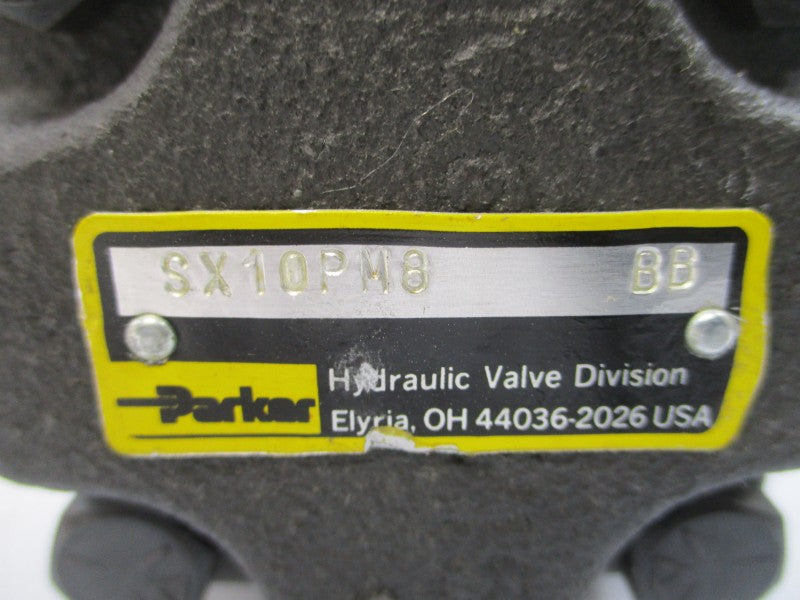 SX10PM8 BB
Parker
Hydraulic Valve Division
Elyria, OH 44036-2026 USA